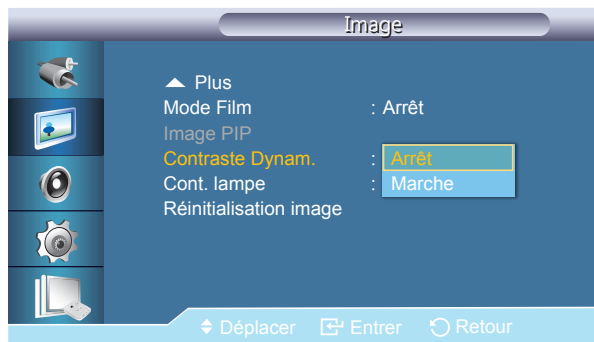 Image
Plus
Mode Film : Arrêt
Image PIP
Contraste Dynam. : Arrêt
Cont. lampe : Marche
Réinitialisation image
Déplacer Entrer Retour